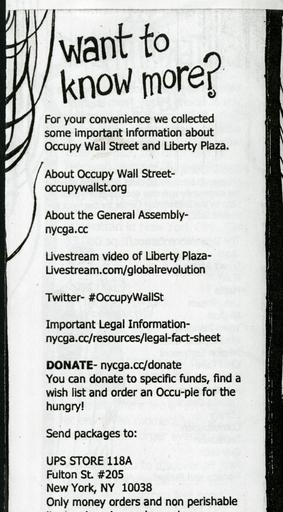 want to
know more?
For your convenience we collected
some important information about
Occupy Wall Street and Liberty Plaza.
About Occupy Wall Street-
occupywallst.org
About the General Assembly-
nycga.cc
Livestream video of Liberty Plaza-
Livestream.com/globalrevolution
Twitter- #OccupyWallSt
Important Legal Information-
nycga.cc/resources/legal-fact-sheet
DONATE- nycga.cc/donate
You can donate to specific funds, find a
wish list and order an Occu-pie for the
hungry!
Send packages to:
UPS STORE 118A
Fulton St. #205
New York, NY 10038
Only money orders and non perishable